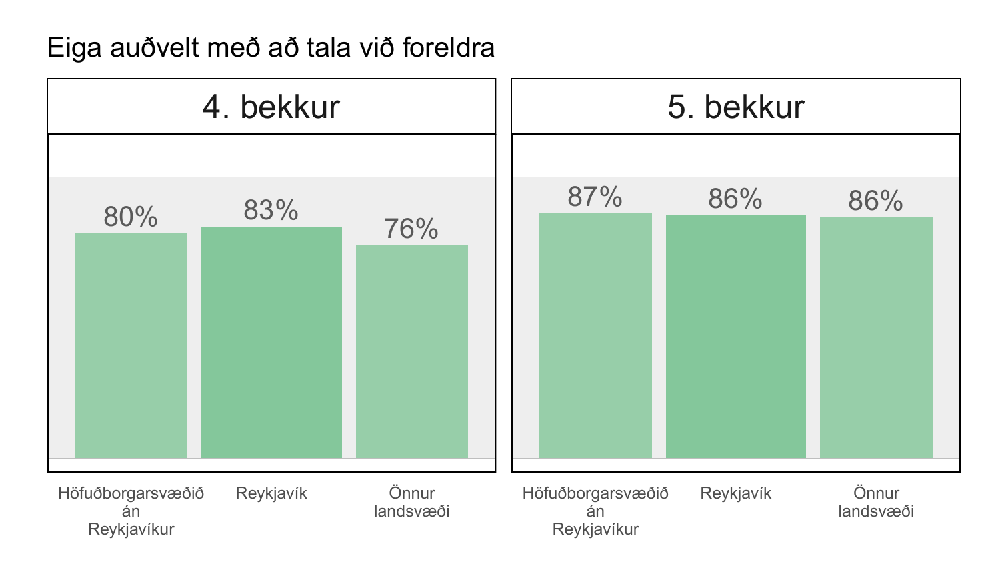 Eiga auðvelt með að tala við foreldra
4. bekkur
80%
83%
76%
Höfuðborgarsvæðið
án
Reykjavíkur
Reykjavík
Önnur
landsvæði
5. bekkur
87%
86%
86%
Höfuðborgarsvæðið
án
Reykjavíkur
Reykjavík
Önnur
landsvæði